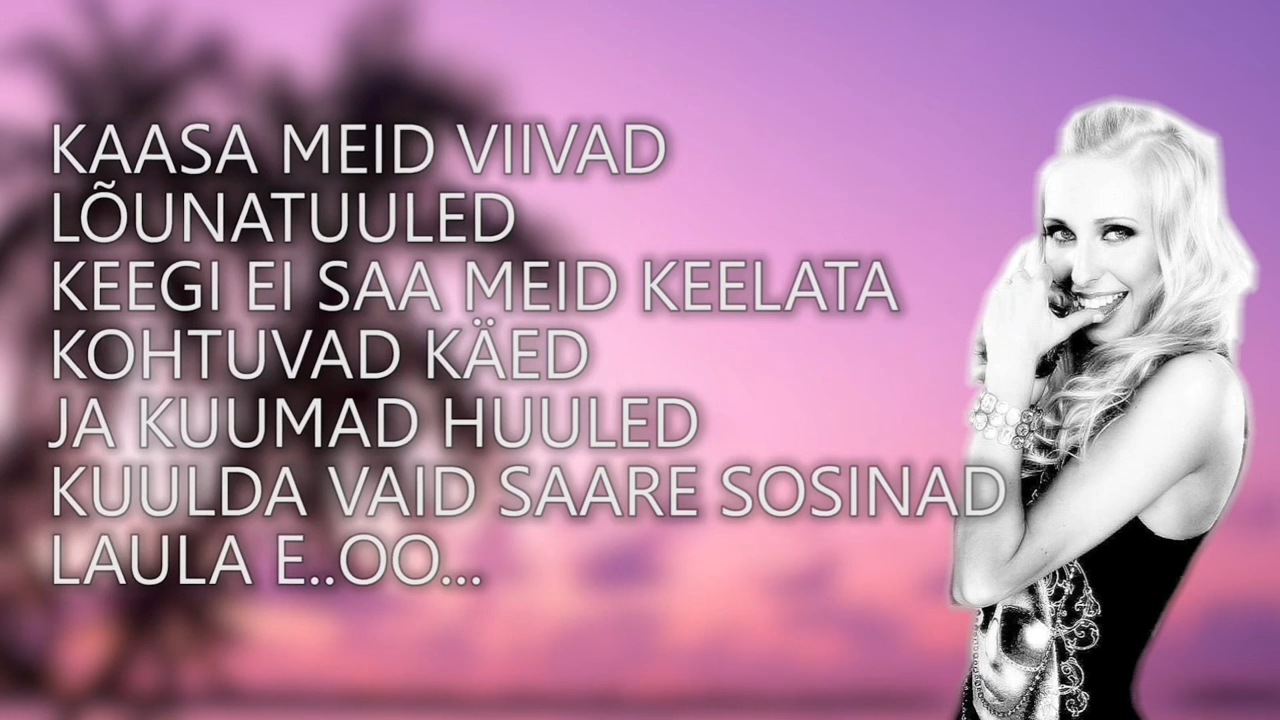 KAASA MEID VIIVAD
LÕUNATUULED
KEEGI EI SAA MEID KEELATA
KOHTUVAD KÄED
JA KUUMAD HUULED
KUULDA VAID SAARE SOSINAD
LAULA E..OO...